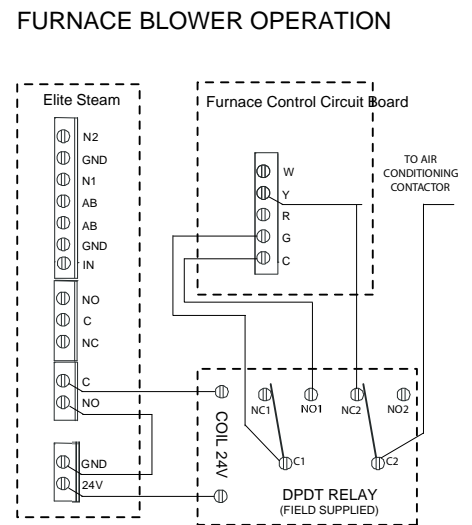 FURNACE BLOWER OPERATION
Elite Steam
N2
GND
N1
AB
AB
GND
IN
NO
C
NC
C
NO
GND
24V
Furnace Control Circuit Board
W
Y
R
G
C
TO AIR
CONDITIONING
CONTACTOR
COIL 24V
NC1
NO1
NC2
NO2
C1
C2
DPDT RELAY
(FIELD SUPPLIED)